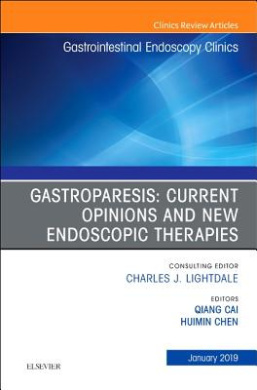 Clinics Review Articles
Gastrointestinal Endoscopy Clinics
GASTROPARESIS: CURRENT
OPINIONS AND NEW
ENDOSCOPIC THERAPIES
CONSULTING EDITOR
CHARLES J. LIGHTDALE
EDITORS
QIANG CAI
HUIMIN CHEN
ELSEVIER
January 2019